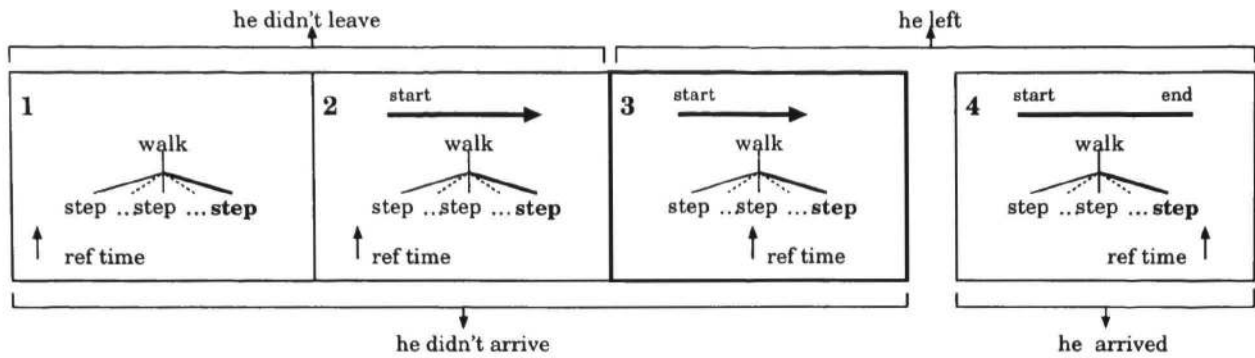 he didn't leave
he left
1
2
start
3
start
4
start end
walk
walk
walk
walk
step ..step ... step
step ..step ... step
step ..step ... step
step ..step ... step
ref time
ref time
ref time
ref time
he didn't arrive
he arrived